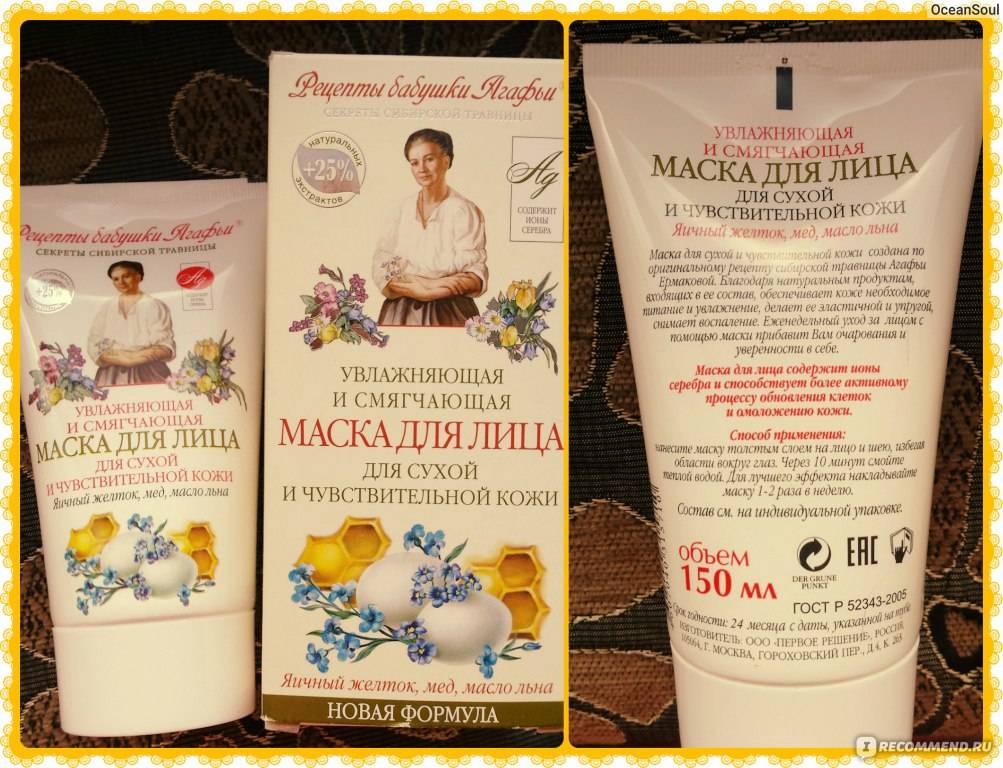 OceanSoul
Рецепты бабушки Агафьи®
СЕКРЕТЫ СИБИРСКОЙ ТРАВНИЦЫ
+25%
Ag
УВЛАЖНЯЮЩАЯ
И СМЯГЧАЮЩАЯ
МАСКА ДЛЯ ЛИЦА
ДЛЯ СУХОЙ
И ЧУВСТВИТЕЛЬНОЙ КОЖИ
Яичный желток, мед, масло льна
Рецепты бабушки Агафьи®
СЕКРЕТЫ СИБИРСКОЙ ТРАВНИЦЫ
натуральных
+25%
экстрактов
Ag
СОДЕРЖИТ
ИОНЫ
СЕРЕБРА
УВЛАЖНЯЮЩАЯ
И СМЯГЧАЮЩАЯ
МАСКА ДЛЯ ЛИЦА
ДЛЯ СУХОЙ
И ЧУВСТВИТЕЛЬНОЙ КОЖИ
Яичный желток, мед, масло льна
НОВАЯ ФОРМУЛА
УВЛАЖНЯЮЩАЯ
И СМЯГЧАЮЩАЯ
МАСКА ДЛЯ ЛИЦА
ДЛЯ СУХОЙ
И ЧУВСТВИТЕЛЬНОЙ КОЖИ
Яичный желток, мед, масло льна
Маска для сухой и чувствительной кожи создана по
оригинальному рецепту сибирской травницы Агафьи
Ермаковой. Благодаря натуральным продуктам,
входящих в ее состав, обеспечивает коже необходимое
питание и увлажнение, делает ее эластичной и упругой,
снимает воспаление. Еженедельный уход за лицом с
помощью маски прибавит Вам очарования и
уверенности в себе.
Маска для лица содержит ионы
серебра и способствует более активному
процессу обновления клеток
и омоложению кожи.
Способ применения:
нанесите маску толстым слоем на лицо и шею, избегая
области вокруг глаз. Через 10 минут смойте
теплой водой. Для лучшего эффекта накладывайте
маску 1-2 раза в неделю.
Состав см. на индивидуальной упаковке.
объем
150 мл
DER GRUNE
PUNKT
EAC
ГОСТ Р 52343-2005
Срок годности: 24 месяца с даты, указанной на тубе
ИЗГОТОВИТЕЛЬ: ООО «ПЕРВОЕ РЕШЕНИЕ», РОССИЯ,
105064, Г. МОСКВА, ГОРОХОВСКИЙ ПЕР., Д.4, К. 263
I RECOMMEND.RU